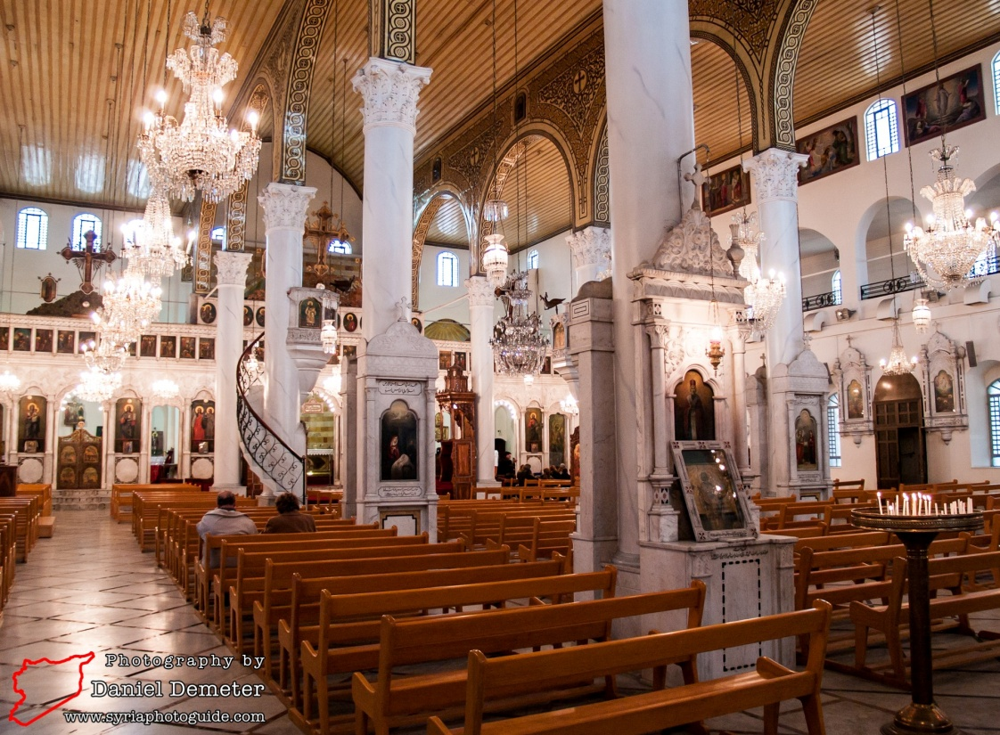 Photography by
Daniel Demeter
www.syriaphotoguide.com